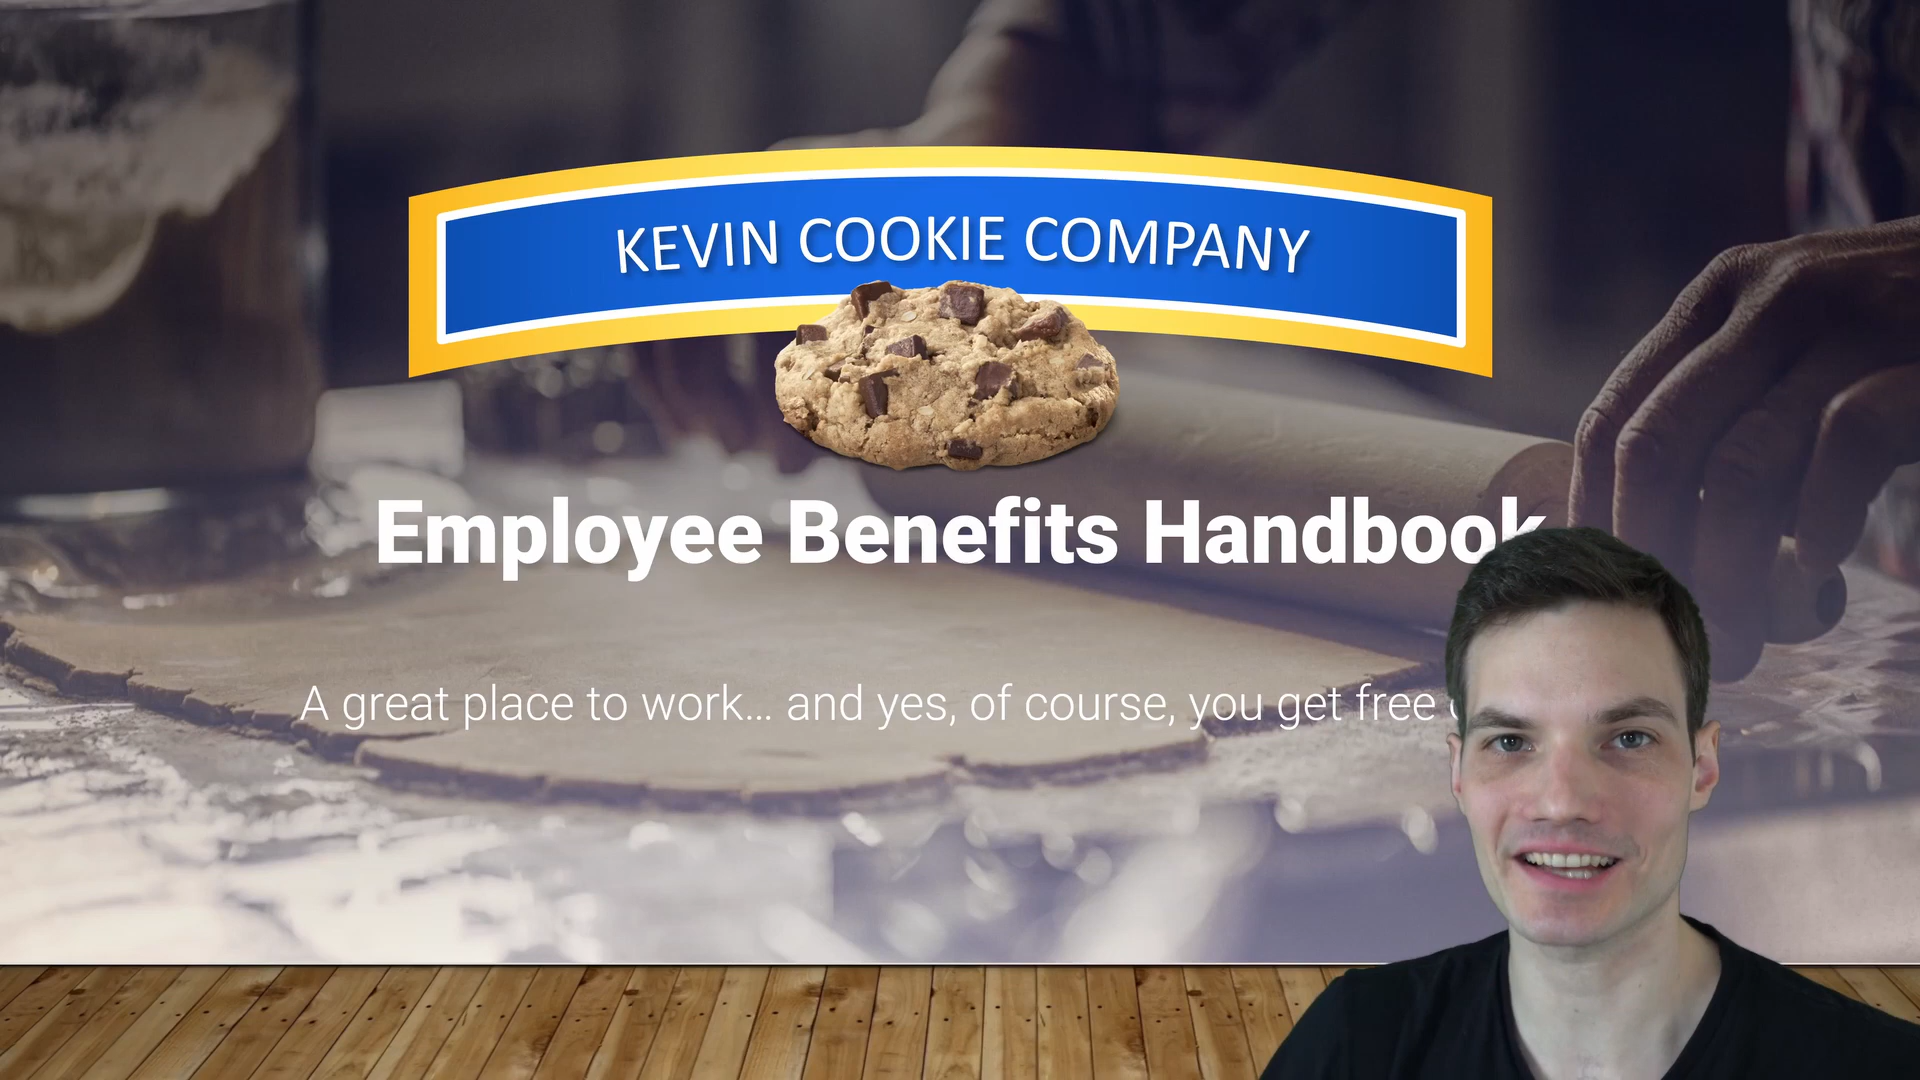 KEVIN COOKIE COMPANY
Employee Benefits Handbook
A great place to work... and yes, of course, you get free